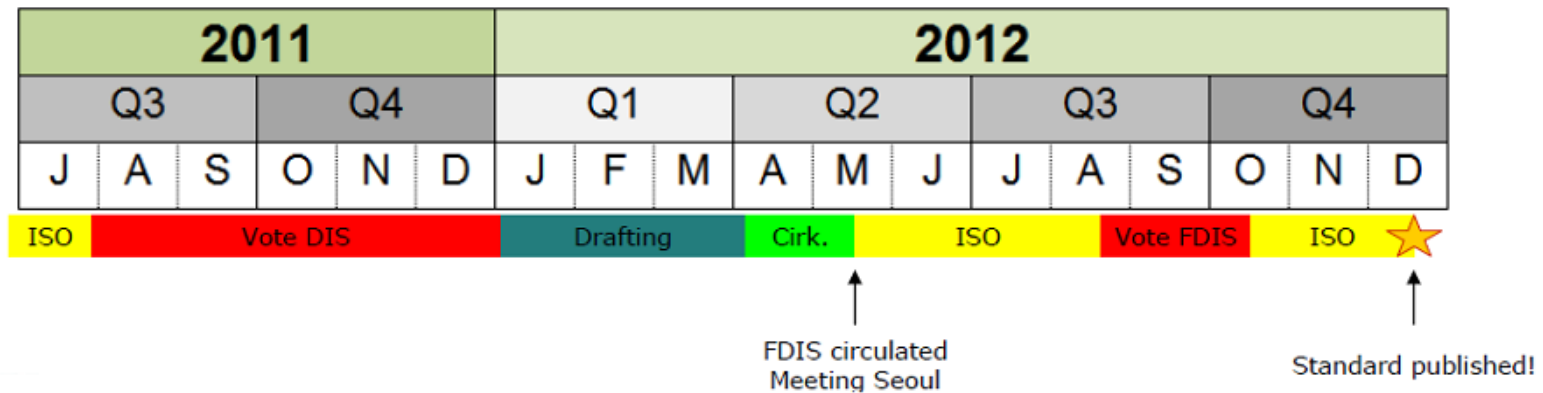 2011 2012
Q3 Q4 Q1 Q2 Q3 Q4
J A S O N D J F M A M J J A S O N D
ISO Vote DIS Drafting Cirk. ISO Vote FDIS ISO
FDIS circulated
Meeting Seoul
Standard published!